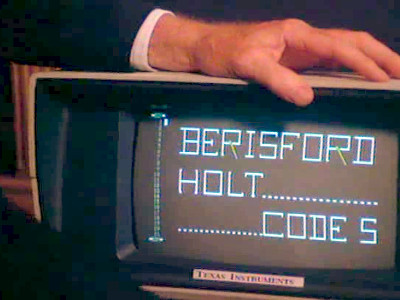 BERISFORD
HOLT....................
..............CODE 5
TEXAS INSTRUMENTS